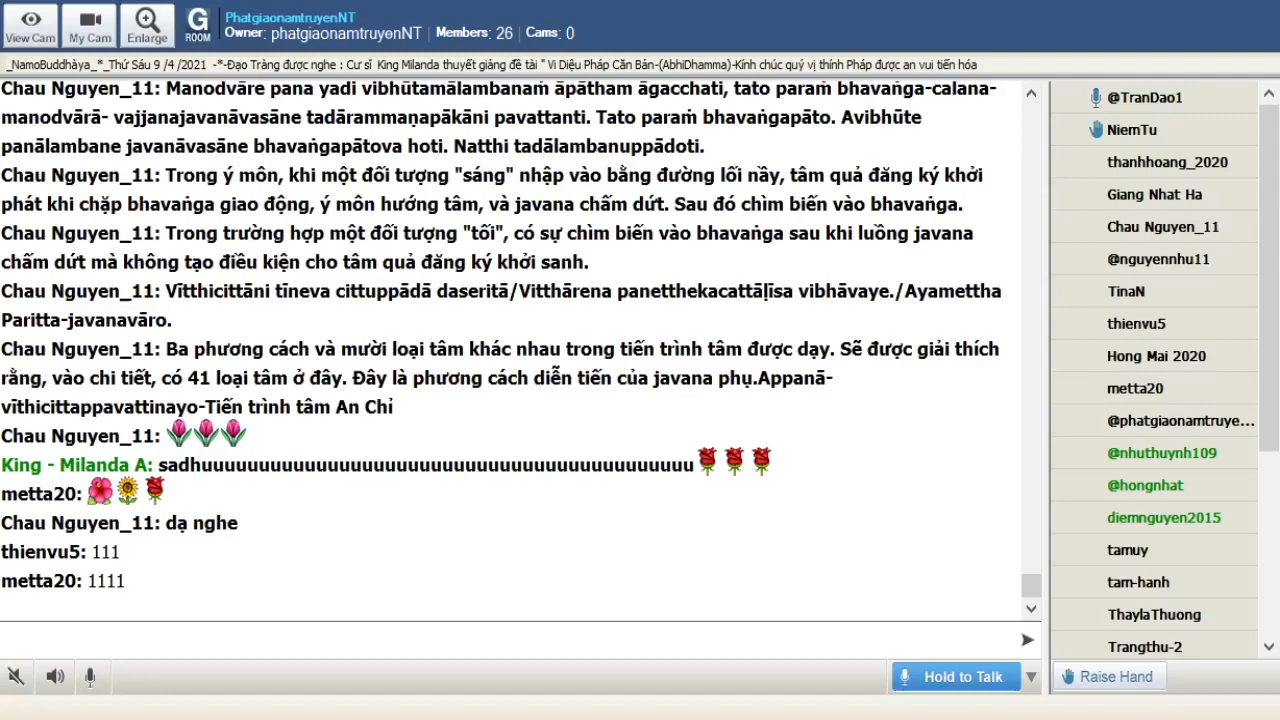 View Cam
My Cam
Enlarge
G
ROOM
PhatgiaonamtruyenNT
Owner: phatgiaonamtruyenNT | Members: 26 | Cams: 0
_NamoBuddhàya_*_Thứ Sáu 9 /4 /2021 -*-Đạo Tràng được nghe : Cư sĩ King Milanda thuyết giảng đề tài " Vi Diệu Pháp Căn Bản-(AbhiDhamma)-Kính chúc quý vị thính Pháp được an vui tiến hóa
Chau Nguyen_11: Manodvāre pana yadi vibhūtamālambanaṁ āpātham āgacchati, tato paraṁ bhavaṅga-calana-
manodvārā- vajjanajavanāvasāne tadārammaṇapākāni pavattanti. Tato paraṁ bhavaṅgapāto. Avibhūte
panālambane javanāvasāne bhavaṅgapātova hoti. Natthi tadālambanuppādoti.
Chau Nguyen_11: Trong ý môn, khi một đối tượng "sáng" nhập vào bằng đường lối nầy, tâm quả đăng ký khởi
phát khi chặp bhavaṅga giao động, ý môn hướng tâm, và javana chấm dứt. Sau đó chìm biến vào bhavaṅga.
Chau Nguyen_11: Trong trường hợp một đối tượng "tối", có sự chìm biến vào bhavaṅga sau khi luồng javana
chấm dứt mà không tạo điều kiện cho tâm quả đăng ký khởi sanh.
Chau Nguyen_11: Vītthicittāni tīneva cittuppādā daseritā/Vitthārena panetthekacattāḷīsa vibhāvaye./Ayamettha
Paritta-javanavāro.
Chau Nguyen_11: Ba phương cách và mười loại tâm khác nhau trong tiến trình tâm được dạy. Sẽ được giải thích
rằng, vào chi tiết, có 41 loại tâm ở đây. Đây là phương cách diễn tiến của javana phụ.Appanā-
vīthicittappavattinayo-Tiến trình tâm An Chỉ
Chau Nguyen_11:
King - Milanda A: sadhuuuuuuuuuuuuuuuuuuuuuuuuuuuuuuuuuuuuuuuuuuu
metta20:
Chau Nguyen_11: dạ nghe
thienvu5: 111
metta20: 1111
Hold to Talk
@TranDao1
NiemTu
thanhhoang_2020
Giang Nhat Ha
Chau Nguyen_11
@nguyennhu11
TinaN
thienvu5
Hong Mai 2020
metta20
@phatgiaonamtruye...
@nhuthuynh109
@hongnhat
diemnguyen2015
tamuy
tam-hanh
ThaylaThuong
Trangthu-2
Raise Hand